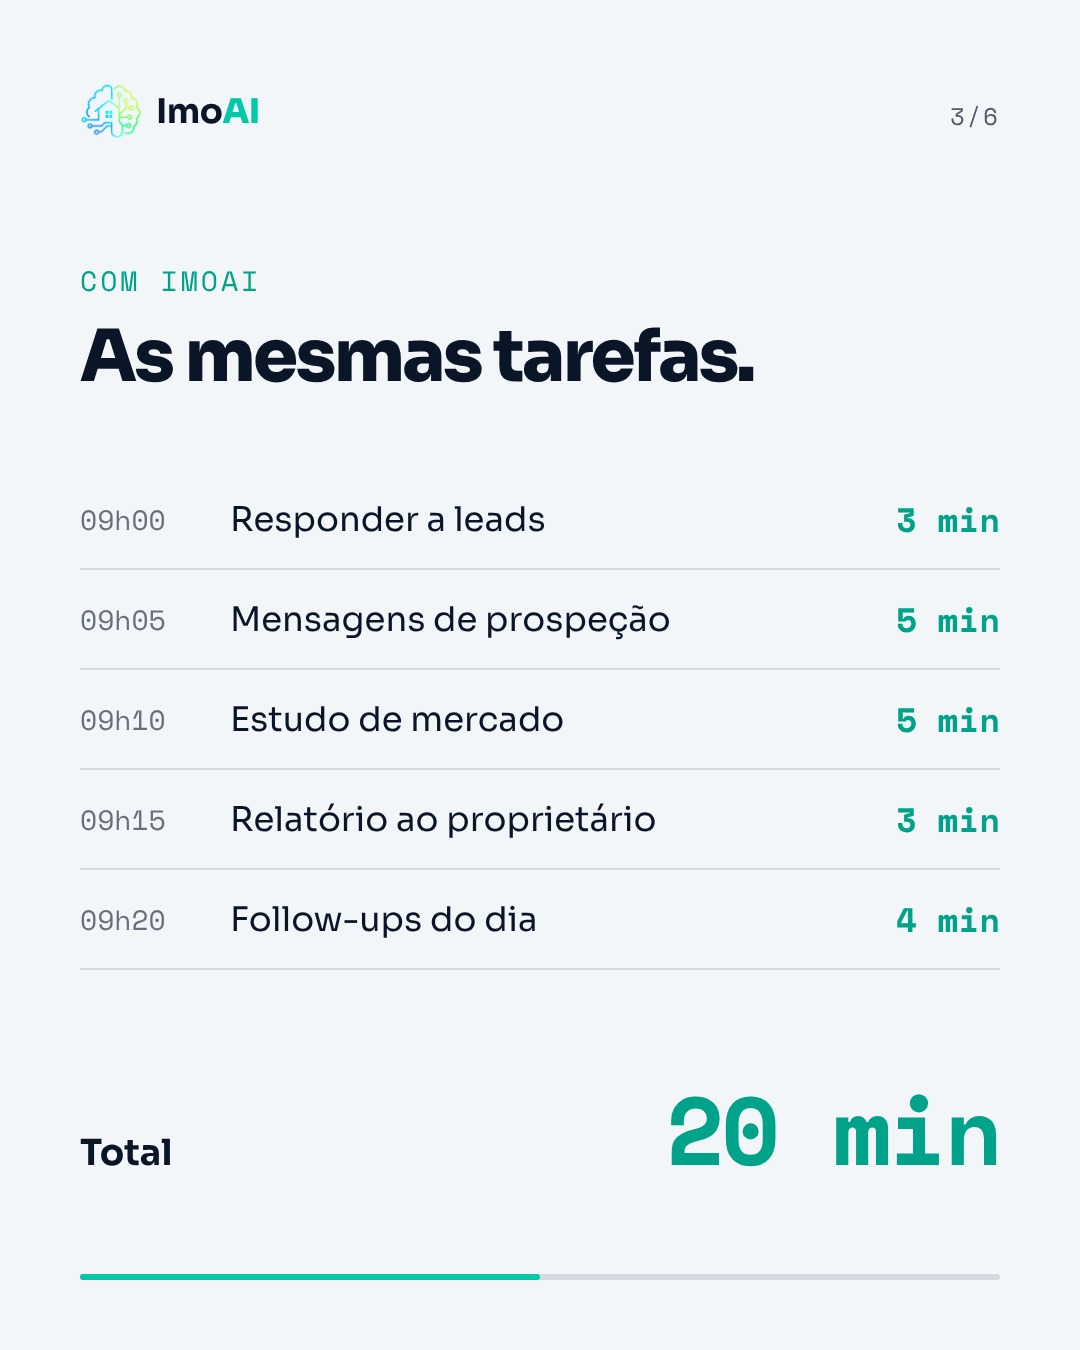 ImoAI
3/6
COM IMOAI
As mesmas tarefas.
09h00 Responder a leads 3 min
09h05 Mensagens de prospeção 5 min
09h10 Estudo de mercado 5 min
09h15 Relatório ao proprietário 3 min
09h20 Follow-ups do dia 4 min
Total 20 min